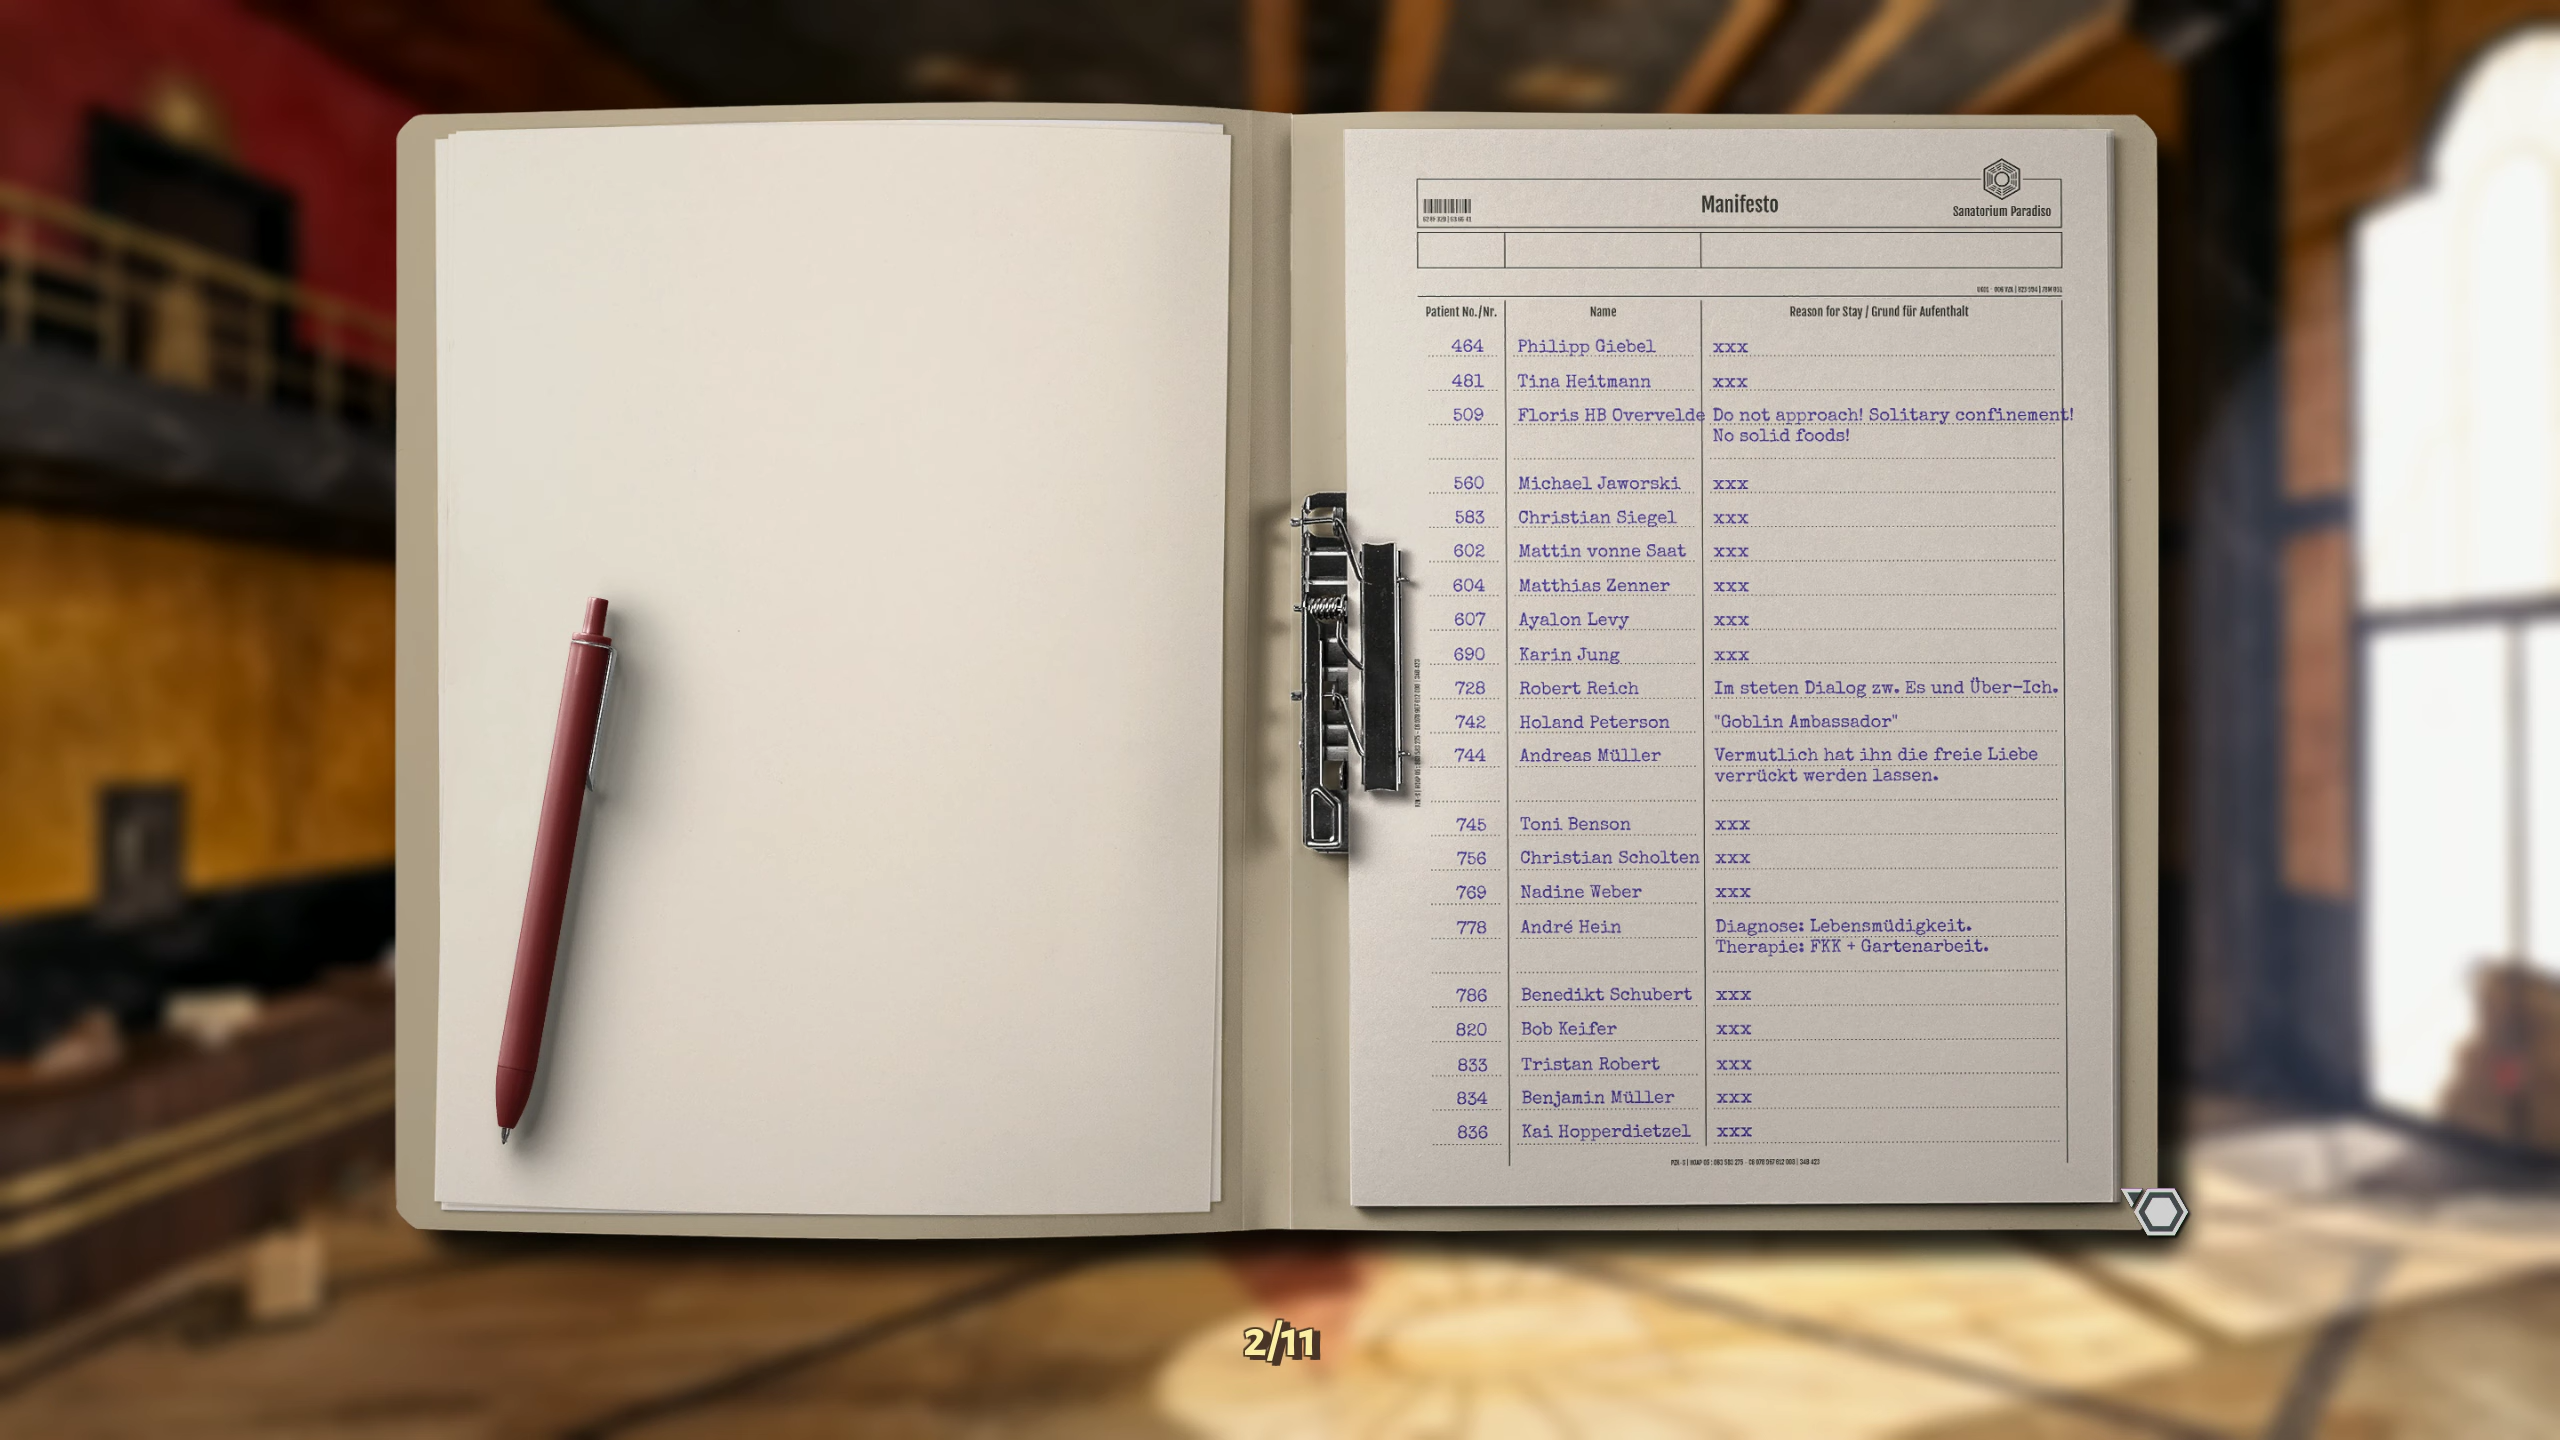 Manifesto
Sanatorium Paradiso
Patient No./Nr. Name Reason for Stay / Grund für Aufenthalt
464 Philipp Giebel xxx
481 Tina Heitmann xxx
509 Floris HB Overvelde Do not approach! Solitary confinement!
No solid foods!
560 Michael Jaworski xxx
583 Christian Siegel xxx
602 Mattin vonne Saat xxx
604 Matthias Zenner xxx
607 Ayalon Levy xxx
690 Karin Jung xxx
728 Robert Reich Im steten Dialog zw. Es und Über-Ich.
742 Holand Peterson "Goblin Ambassador"
744 Andreas Müller Vermutlich hat ihn die freie Liebe
verrückt werden lassen.
745 Toni Benson xxx
756 Christian Scholten xxx
769 Nadine Weber xxx
778 André Hein Diagnose: Lebensmüdigkeit.
Therapie: FKK + Gartenarbeit.
786 Benedikt Schubert xxx
820 Bob Keifer xxx
833 Tristan Robert xxx
834 Benjamin Müller xxx
836 Kai Hopperdietzel xxx
2/11